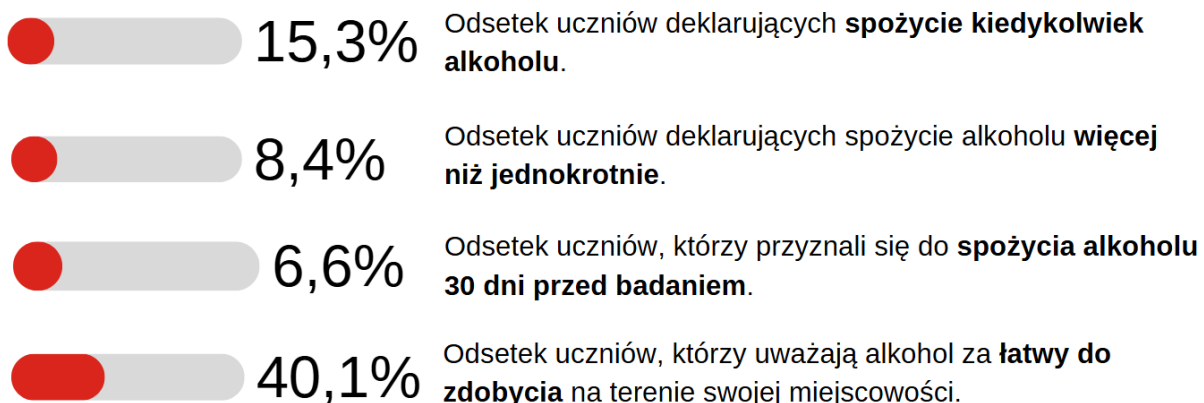 15,3%
Odsetek uczniów deklarujących spożycie kiedykolwiek
alkoholu.
8,4%
Odsetek uczniów deklarujących spożycie alkoholu więcej
niż jednokrotnie.
6,6%
Odsetek uczniów, którzy przyznali się do spożycia alkoholu
30 dni przed badaniem.
40,1%
Odsetek uczniów, którzy uważają alkohol za łatwy do
zdobycia na terenie swojej miejscowości.